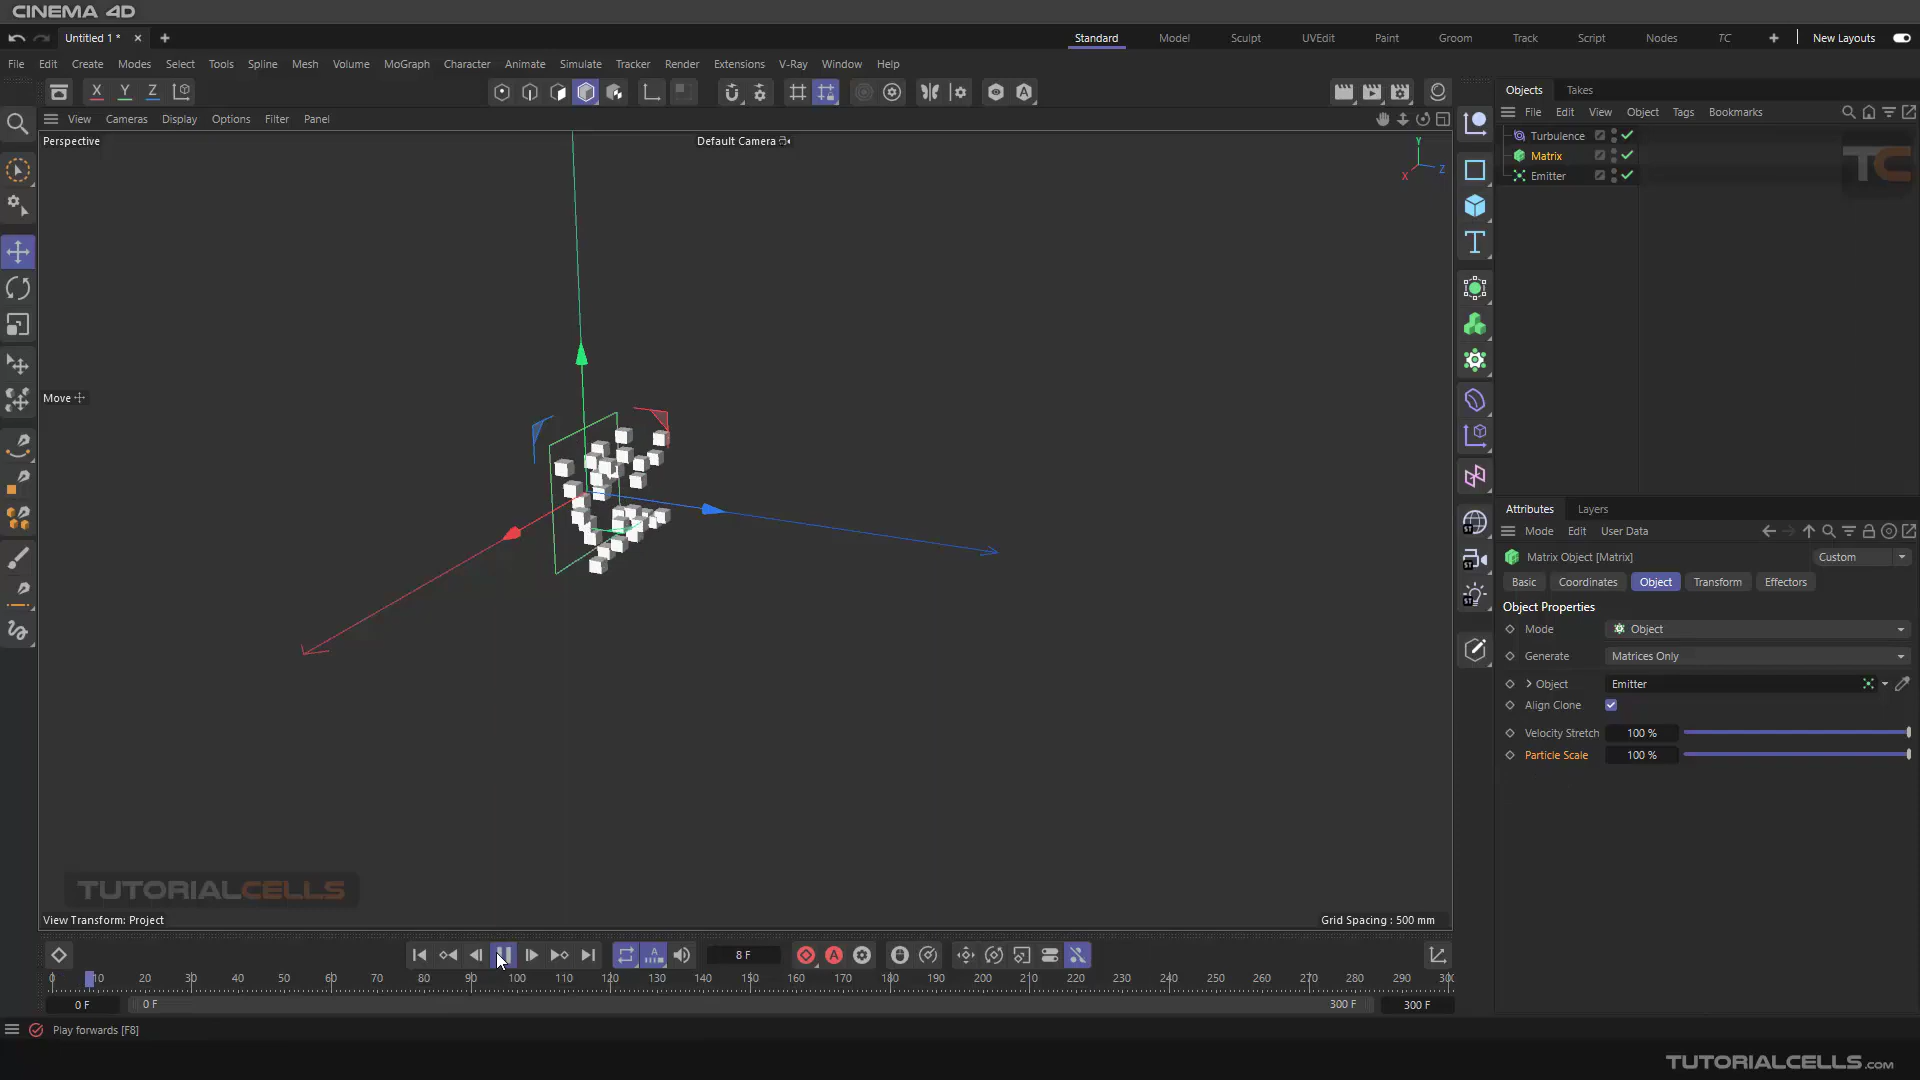 CINEMA 4D
Untitled 1 *
Standard Model Sculpt UVEdit Paint Groom Track Script Nodes TC New Layouts
File Edit Create Modes Select Tools Spline Mesh Volume MoGraph Character Animate Simulate Tracker Render Extensions V-Ray Window Help
X Y Z
Objects Takes
View Cameras Display Options Filter Panel
File Edit View Object Tags Bookmarks
Perspective
Default Camera
Y
Z
X
Turbulence
Matrix
Emitter
TC
Move
Attributes Layers
Mode Edit User Data
Matrix Object [Matrix]
Custom
Basic Coordinates Object Transform Effectors
Object Properties
Mode Object
Generate Matrices Only
Object Emitter
Align Clone
Velocity Stretch 100 %
Particle Scale 100 %
TUTORIALCELLS
View Transform: Project
Grid Spacing : 500 mm
8 F
0 10 20 30 40 50 60 70 80 90 100 110 120 130 140 150 160 170 180 190 200 210 220 230 240 250 260 270 280 290 30
0 F 0 F 300 F 300 F
Play forwards [F8]
TUTORIALCELLS.com